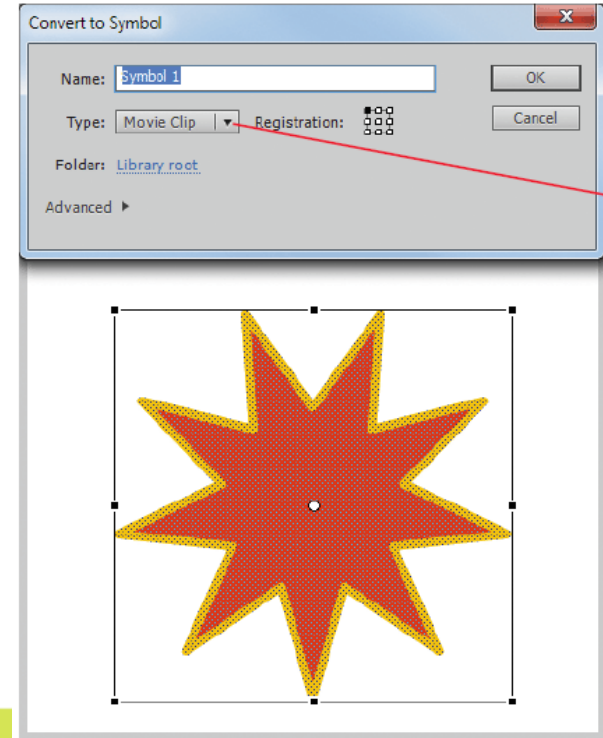 Convert to Symbol
Name: Symbol 1 OK
Type: Movie Clip Registration: Cancel
Folder: Library root
Advanced